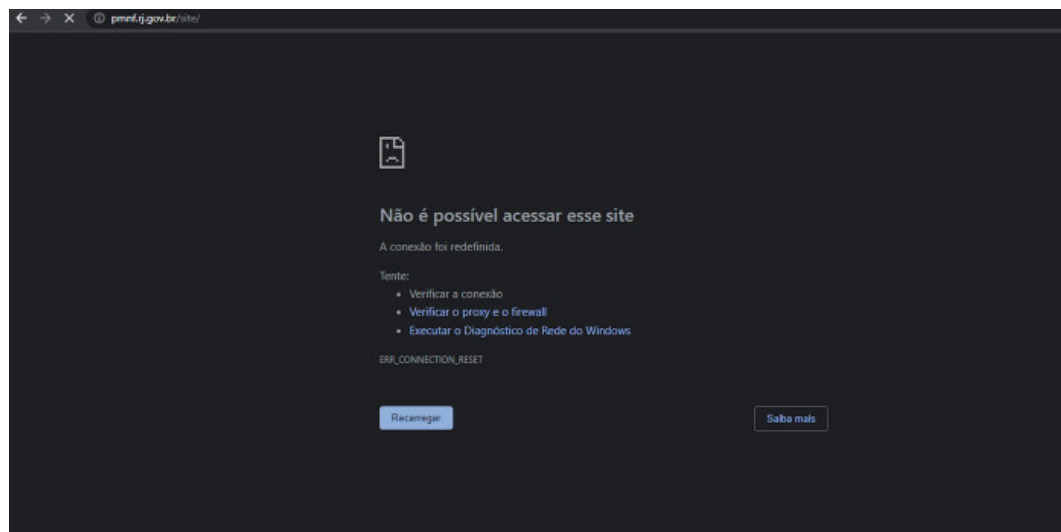 pmnf.rj.gov.br/site/
Não é possível acessar esse site
A conexão foi redefinida.
Tente:
• Verificar a conexão
• Verificar o proxy e o firewall
• Executar o Diagnóstico de Rede do Windows
ERR_CONNECTION_RESET
Recarregar
Saiba mais